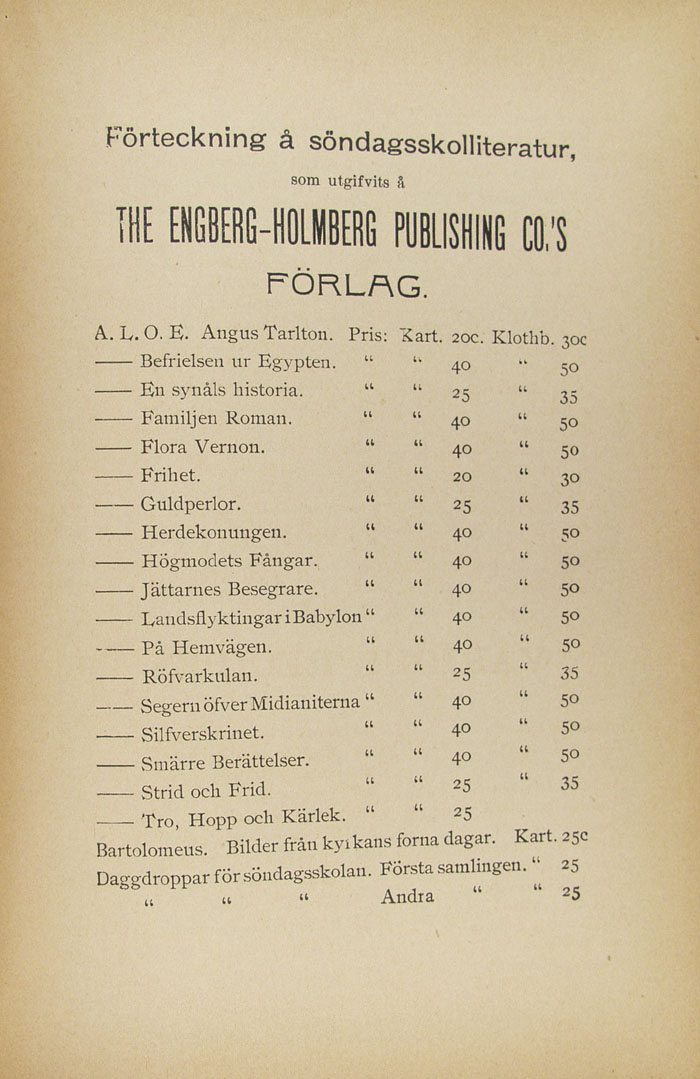 Förteckning å söndagsskolliteratur,
som utgifvits å
THE ENGBERG-HOLMBERG PUBLISHING CO.'S
FÖRLAG.
A. L. O. E. Angus Tarlton. Pris: Kart. 20c. Klothb. 30c
—— Befrielsen ur Egypten. “ “ 40 “ 50
—— En synåls historia. “ “ 25 “ 35
—— Familjen Roman. “ “ 40 “ 50
—— Flora Vernon. “ “ 40 “ 50
—— Frihet. “ “ 20 “ 30
—— Guldperlor. “ “ 25 “ 35
—— Herdekonungen. “ “ 40 “ 50
—— Högmodets Fångar. “ “ 40 “ 50
—— Jättarnes Besegrare. “ “ 40 “ 50
—— Landsflyktingar i Babylon “ “ 40 “ 50
—— På Hemvägen. “ “ 40 “ 50
—— Röfvarkulan. “ “ 25 “ 35
—— Segern öfver Midianiterna “ “ 40 “ 50
—— Silfverskrinet. “ “ 40 “ 50
—— Smärre Berättelser. “ “ 40 “ 50
—— Strid och Frid. “ “ 25 “ 35
—— Tro, Hopp och Kärlek. “ “ 25
Bartolomeus. Bilder från kyrkans forna dagar. Kart. 25c
Daggdroppar för söndagsskolan. Första samlingen. “ 25
“ “ “ Andra “ “ 25